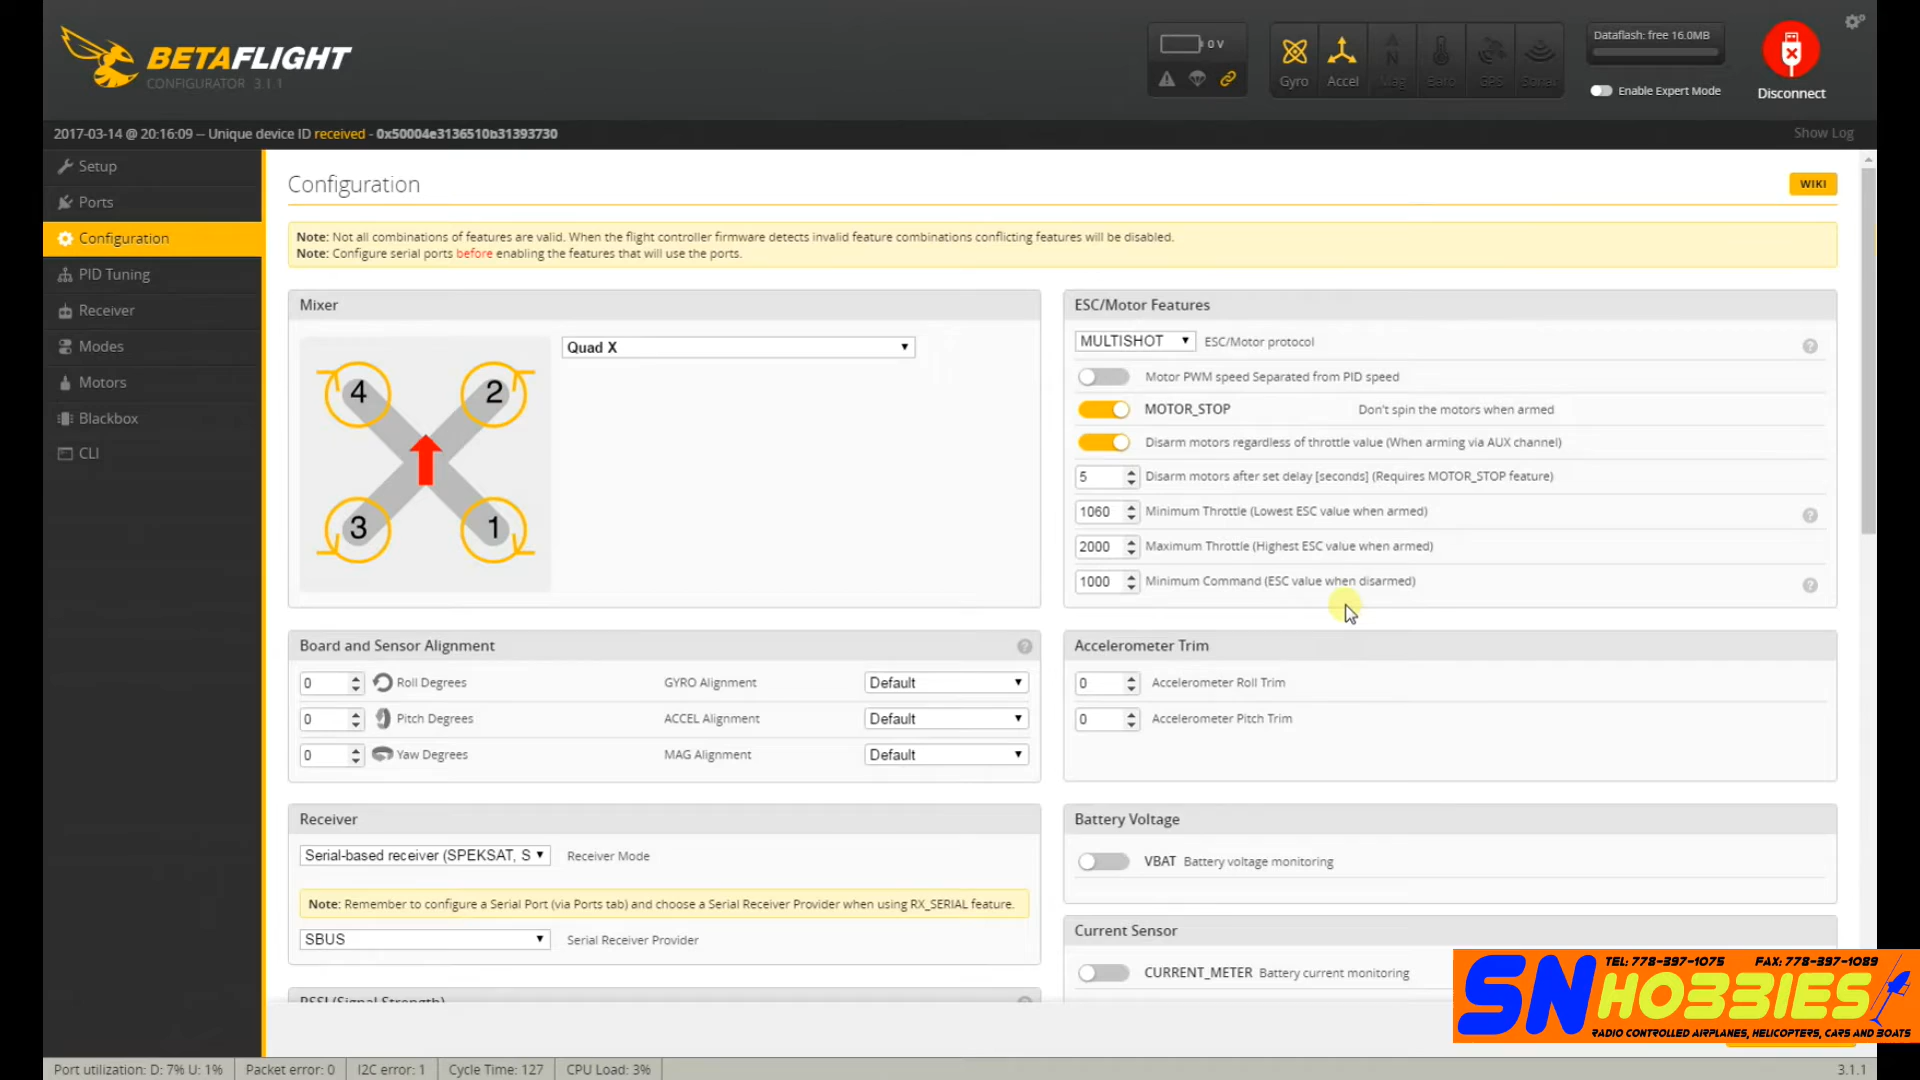 BETAFLIGHT
CONFIGURATOR 3.1.1
0 V
Gyro
Accel
Mag
Baro
GPS
Sonar
Dataflash: free 16.0MB
Enable Expert Mode
Disconnect
2017-03-14 @ 20:16:09 -- Unique device ID received - 0x50004e3136510b31393730
Show Log
Setup
Ports
Configuration
PID Tuning
Receiver
Modes
Motors
Blackbox
CLI
Configuration
WIKI
Note: Not all combinations of features are valid. When the flight controller firmware detects invalid feature combinations conflicting features will be disabled.
Note: Configure serial ports before enabling the features that will use the ports.
Mixer
Quad X
4
2
3
1
ESC/Motor Features
MULTISHOT ESC/Motor protocol
Motor PWM speed Separated from PID speed
MOTOR_STOP Don't spin the motors when armed
Disarm motors regardless of throttle value (When arming via AUX channel)
5 Disarm motors after set delay [seconds] (Requires MOTOR_STOP feature)
1060 Minimum Throttle (Lowest ESC value when armed)
2000 Maximum Throttle (Highest ESC value when armed)
1000 Minimum Command (ESC value when disarmed)
Board and Sensor Alignment
0 Roll Degrees GYRO Alignment Default
0 Pitch Degrees ACCEL Alignment Default
0 Yaw Degrees MAG Alignment Default
Accelerometer Trim
0 Accelerometer Roll Trim
0 Accelerometer Pitch Trim
Receiver
Serial-based receiver (SPEKSAT, S Receiver Mode
Note: Remember to configure a Serial Port (via Ports tab) and choose a Serial Receiver Provider when using RX_SERIAL feature.
SBUS Serial Receiver Provider
Battery Voltage
VBAT Battery voltage monitoring
Current Sensor
CURRENT_METER Battery current monitoring
RSSI (Signal Strength)
TEL: 778-397-1075 FAX: 778-397-1089
SN HOBBIES
RADIO CONTROLLED AIRPLANES, HELICOPTERS, CARS AND BOATS
Port utilization: D: 7% U: 1%
Packet error: 0
I2C error: 1
Cycle Time: 127
CPU Load: 3%
3.1.1